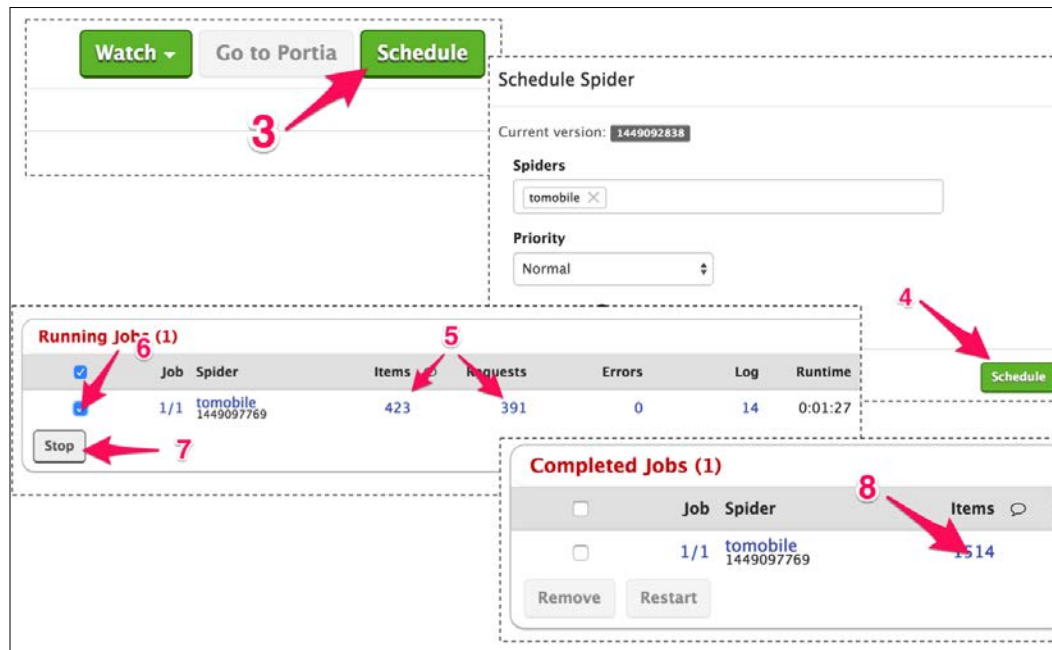 Watch Go to Portia Schedule
3
Schedule Spider
Current version: 1449092838
Spiders
tomobile
Priority
Normal
4
Schedule
Running Jobs (1)
6
5
Job Spider Items Requests Errors Log Runtime
1/1 tomobile 423 391 0 14 0:01:27
1449097769
Stop
7
Completed Jobs (1)
8
Job Spider Items
1/1 tomobile 1514
1449097769
Remove Restart